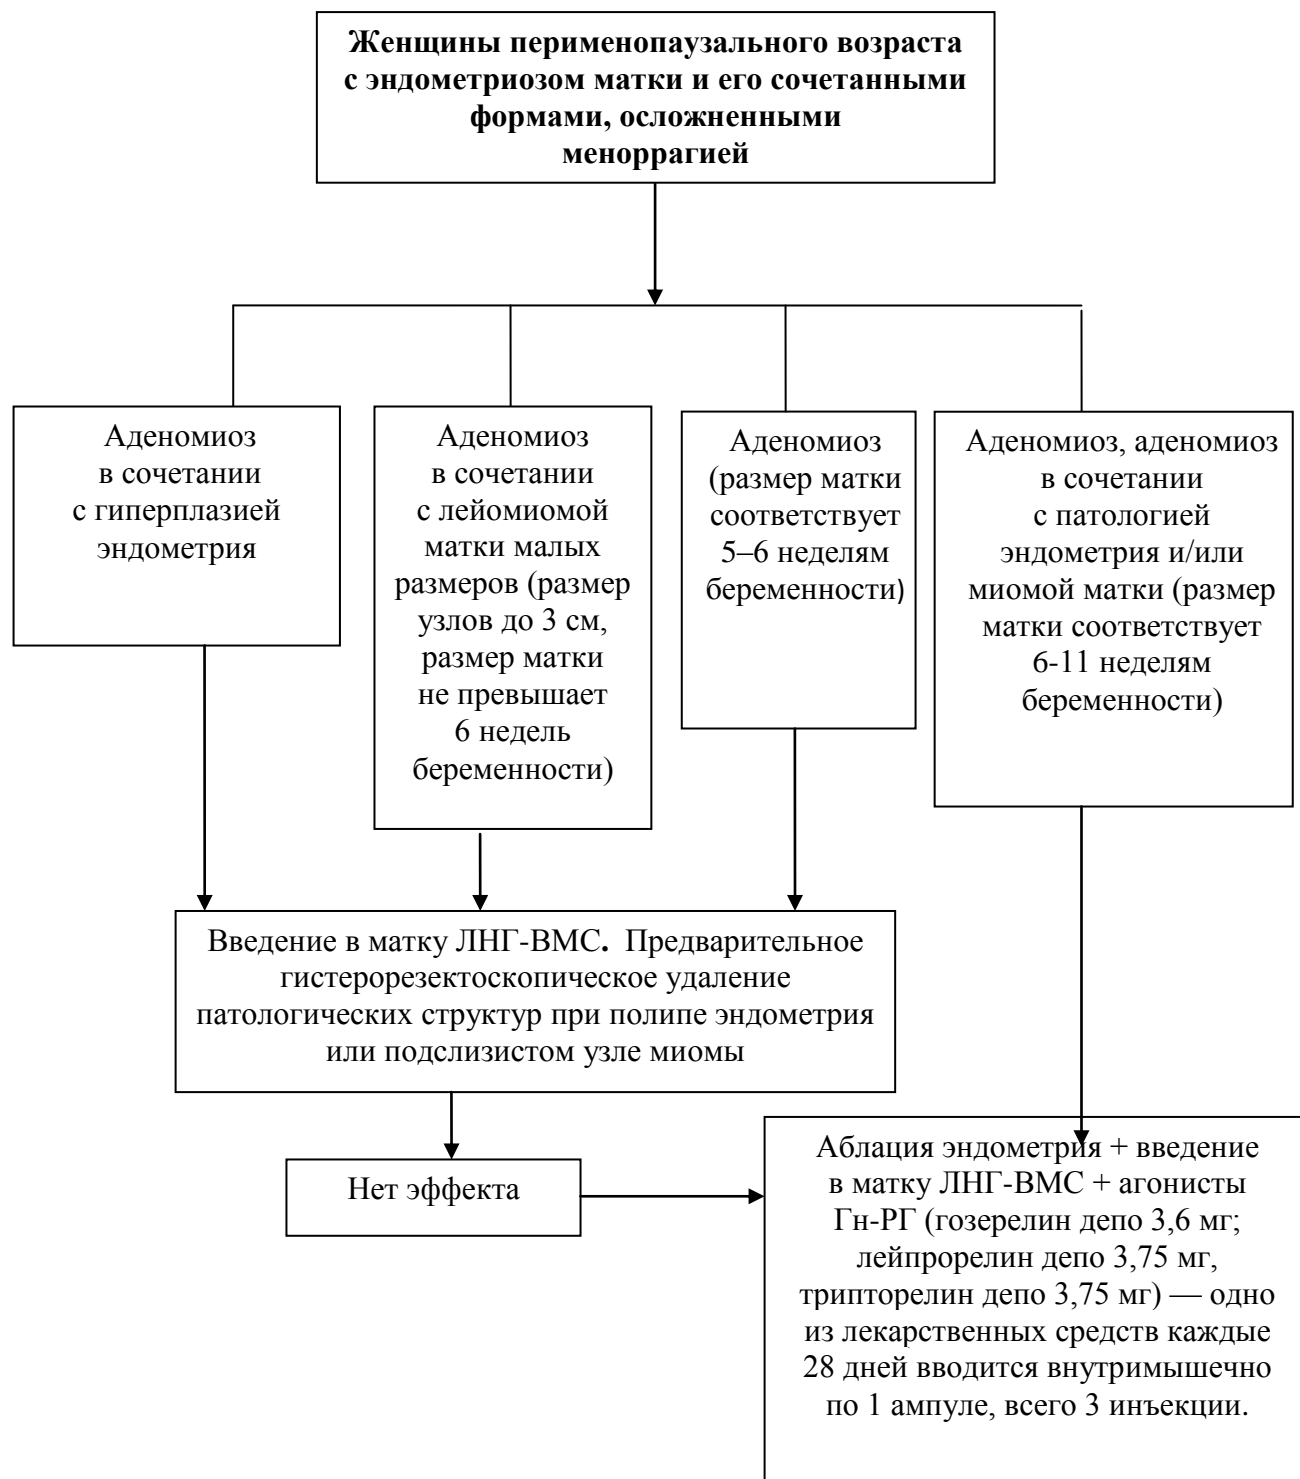 Женщины перименопаузального возраста
с эндометриозом матки и его сочетанными
формами, осложненными
меноррагией
Аденомиоз
в сочетании
с гиперплазией
эндометрия
Аденомиоз
в сочетании
с лейомиомой
матки малых
размеров (размер
узлов до 3 см,
размер матки
не превышает
6 недель
беременности)
Аденомиоз
(размер матки
соответствует
5–6 неделям
беременности)
Аденомиоз, аденомиоз
в сочетании
с патологией
эндометрия и/или
миомой матки (размер
матки соответствует
6-11 неделям
беременности)
Введение в матку ЛНГ-ВМС. Предварительное
гистерорезектоскопическое удаление
патологических структур при полипе эндометрия
или подслизистом узле миомы
Нет эффекта
Аблация эндометрия + введение
в матку ЛНГ-ВМС + агонисты
Гн-РГ (гозерелин депо 3,6 мг;
лейпрорелин депо 3,75 мг,
трипторелин депо 3,75 мг) — одно
из лекарственных средств каждые
28 дней вводится внутримышечно
по 1 ампуле, всего 3 инъекции.